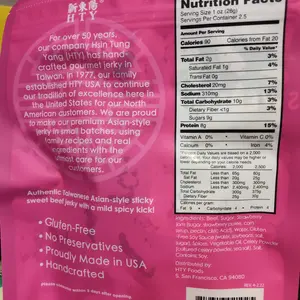 新東陽
HTY
For over 50 years,
our company Hsin Tung
Yang (HTY) has hand-
crafted gourmet jerky in
Taiwan. In 1977, our family
established HTY USA to continue
our tradition of excellence here in
the United States for our North
American customers. We are proud
to make our premium Asian-style
jerky in small batches, using
family recipes and real
ingredients with the
utmost care for our
customers.
Authentic Taiwanese Asian-style sticky
sweet beef jerky with a mild spicy kick!
• Gluten-Free
• No Preservatives
• Proudly Made in USA
• Handcrafted
Nutrition Facts
Serving Size 1 oz (28g)
Servings Per Container 2.5
Amount Per Serving
Calories 90 Calories from Fat 20
% Daily Value*
Total Fat 2g 3%
Saturated Fat 1g 4%
Trans Fat 0g
Cholesterol 20mg 7%
Sodium 310mg 13%
Total Carbohydrate 10g 3%
Dietary Fiber <1g 3%
Sugars 9g
Protein 8g 15%
Vitamin A 0% • Vitamin C 0%
Calcium 0% • Iron 4%
Distributed by:
HTY Foods
S. San Francisco, CA 94080